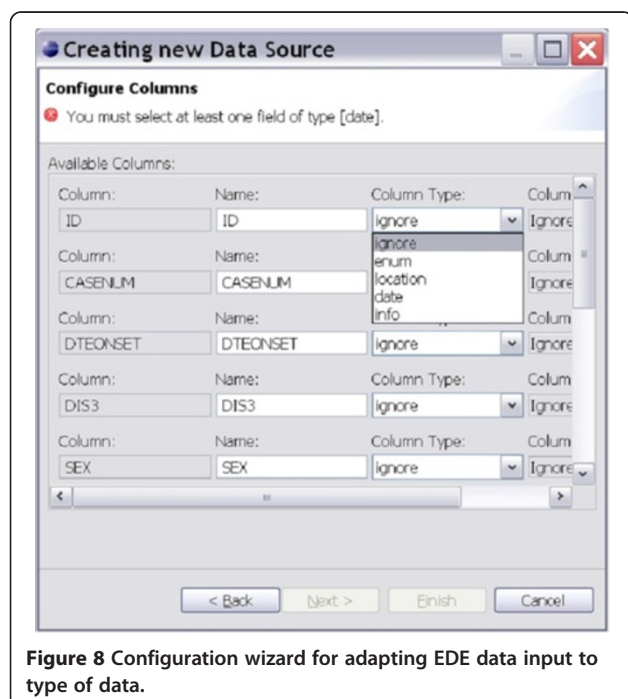 Creating new Data Source
Configure Columns
You must select at least one field of type [date].
Available Columns:
Column: Name: Column Type: Colum
ID ID ignore Ignore
ignore
enum
location
date
info
Column: Name: Colum
CASENUM CASENUM Ignore
Column: Name: Colum
DTEONSET DTEONSET ignore Ignore
Column: Name: Column Type: Colum
DIS3 DIS3 ignore Ignore
Column: Name: Column Type: Colum
SEX SEX ignore Ignore
< Back Next > Finish Cancel
Figure 8 Configuration wizard for adapting EDE data input to
type of data.